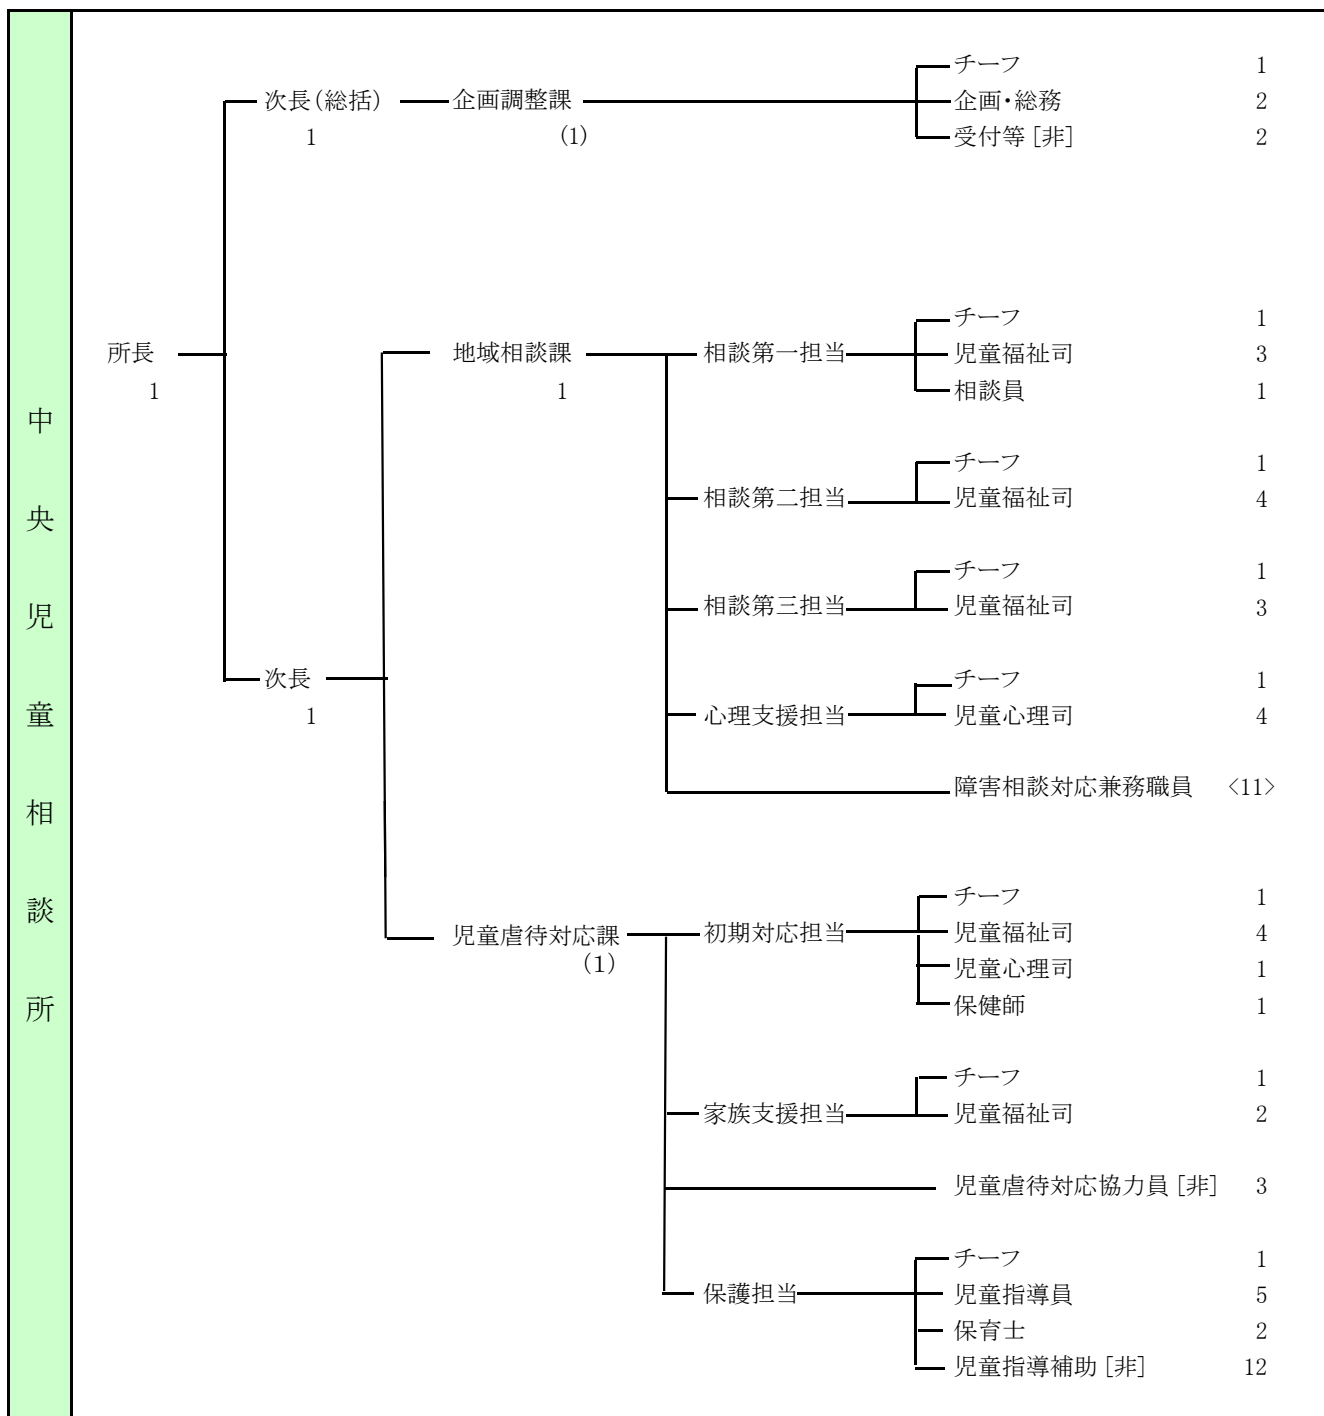 中央児童相談所
チーフ 1
次長(総括) 企画調整課 企画・総務 2
1 (1) 受付等[非] 2
チーフ 1
所長 地域相談課 相談第一担当 児童福祉司 3
1 1 相談員 1
チーフ 1
相談第二担当 児童福祉司 4
チーフ 1
相談第三担当 児童福祉司 3
次長 チーフ 1
1 心理支援担当 児童心理司 4
障害相談対応兼務職員 <11>
チーフ 1
児童虐待対応課 初期対応担当 児童福祉司 4
(1) 児童心理司 1
保健師 1
チーフ 1
家族支援担当 児童福祉司 2
児童虐待対応協力員[非] 3
チーフ 1
保護担当 児童指導員 5
保育士 2
児童指導補助[非] 12